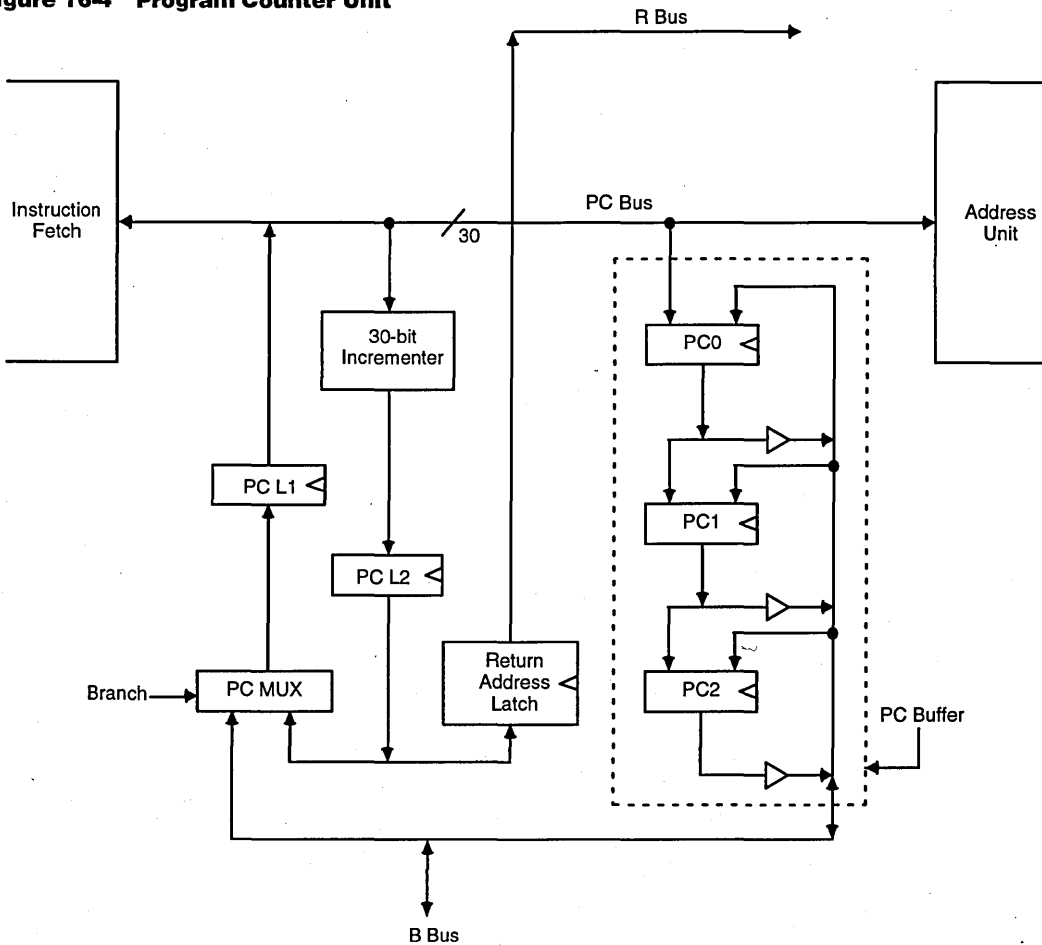 Figure 16-4 Program Counter Unit
R Bus
Instruction
Fetch
PC Bus
30
Address
Unit
30-bit
Incrementer
PC0
PC L1
PC1
PC L2
Return
Address
Latch
Branch
PC MUX
PC2
PC Buffer
B Bus